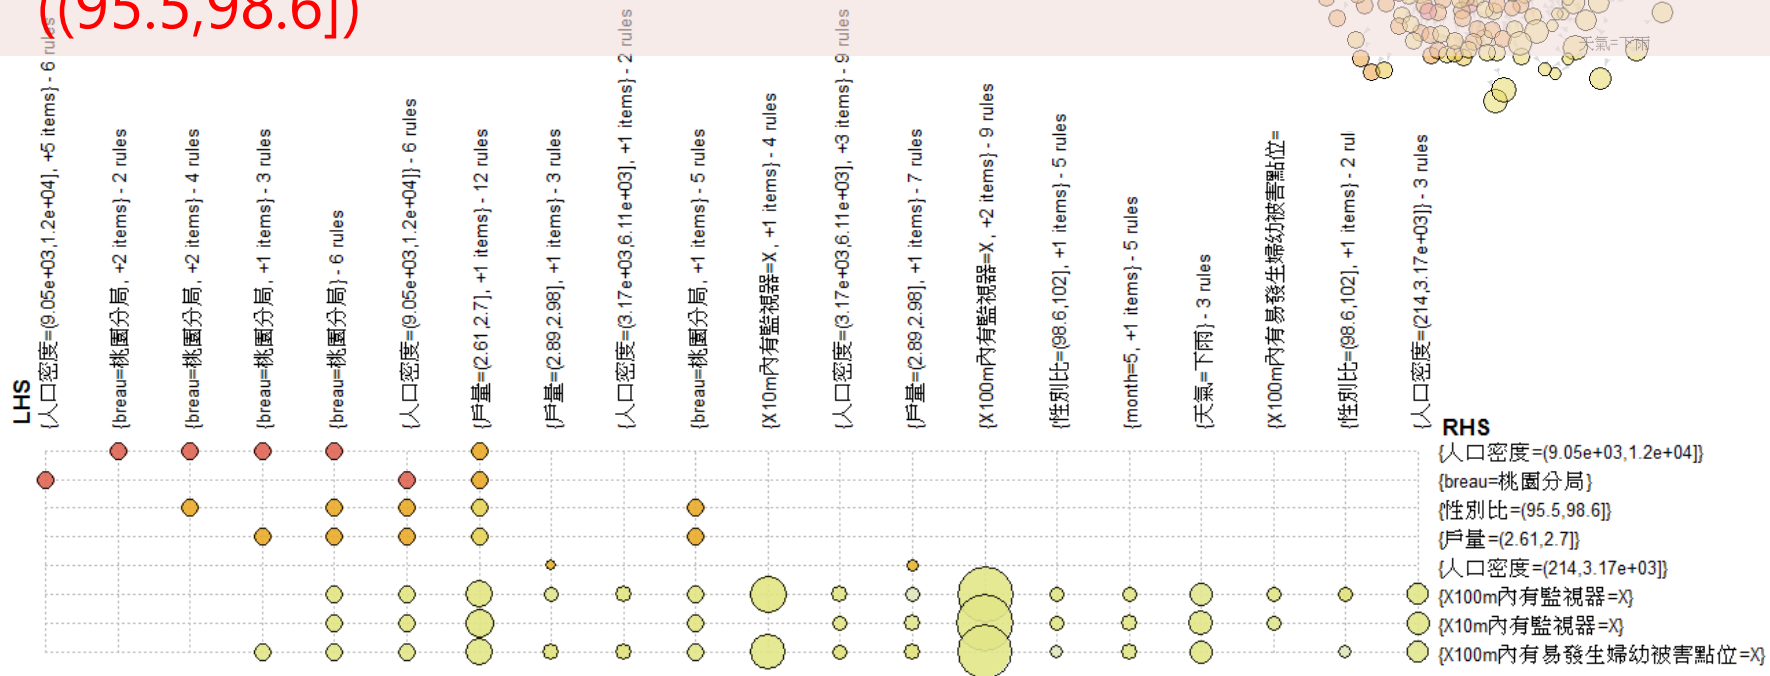 ((95.5,98.6])
天氣=下雨
LHS
{人口密度=(9.05e+03,1.2e+04], +5 items} - 6 rules
{breau=桃園分局, +2 items} - 2 rules
{breau=桃園分局, +2 items} - 4 rules
{breau=桃園分局, +1 items} - 3 rules
{breau=桃園分局} - 6 rules
{人口密度=(9.05e+03,1.2e+04]} - 6 rules
{戶量=(2.61,2.7], +1 items} - 12 rules
{戶量=(2.89,2.98], +1 items} - 3 rules
{人口密度=(3.17e+03,6.11e+03], +1 items} - 2 rules
{breau=桃園分局, +1 items} - 5 rules
{X10m內有監視器=X, +1 items} - 4 rules
{人口密度=(3.17e+03,6.11e+03], +3 items} - 9 rules
{戶量=(2.89,2.98], +1 items} - 7 rules
{X100m內有監視器=X, +2 items} - 9 rules
{性別比=(98.6,102], +1 items} - 5 rules
{month=5, +1 items} - 5 rules
{天氣=下雨} - 3 rules
{X100m內有易發生婦幼被害點位=
{性別比=(98.6,102], +1 items} - 2 rul
{人口密度=(214,3.17e+03]} - 3 rules
RHS
{人口密度=(9.05e+03,1.2e+04]}
{breau=桃園分局}
{性別比=(95.5,98.6]}
{戶量=(2.61,2.7]}
{人口密度=(214,3.17e+03]}
{X100m內有監視器=X}
{X10m內有監視器=X}
{X100m內有易發生婦幼被害點位=X}